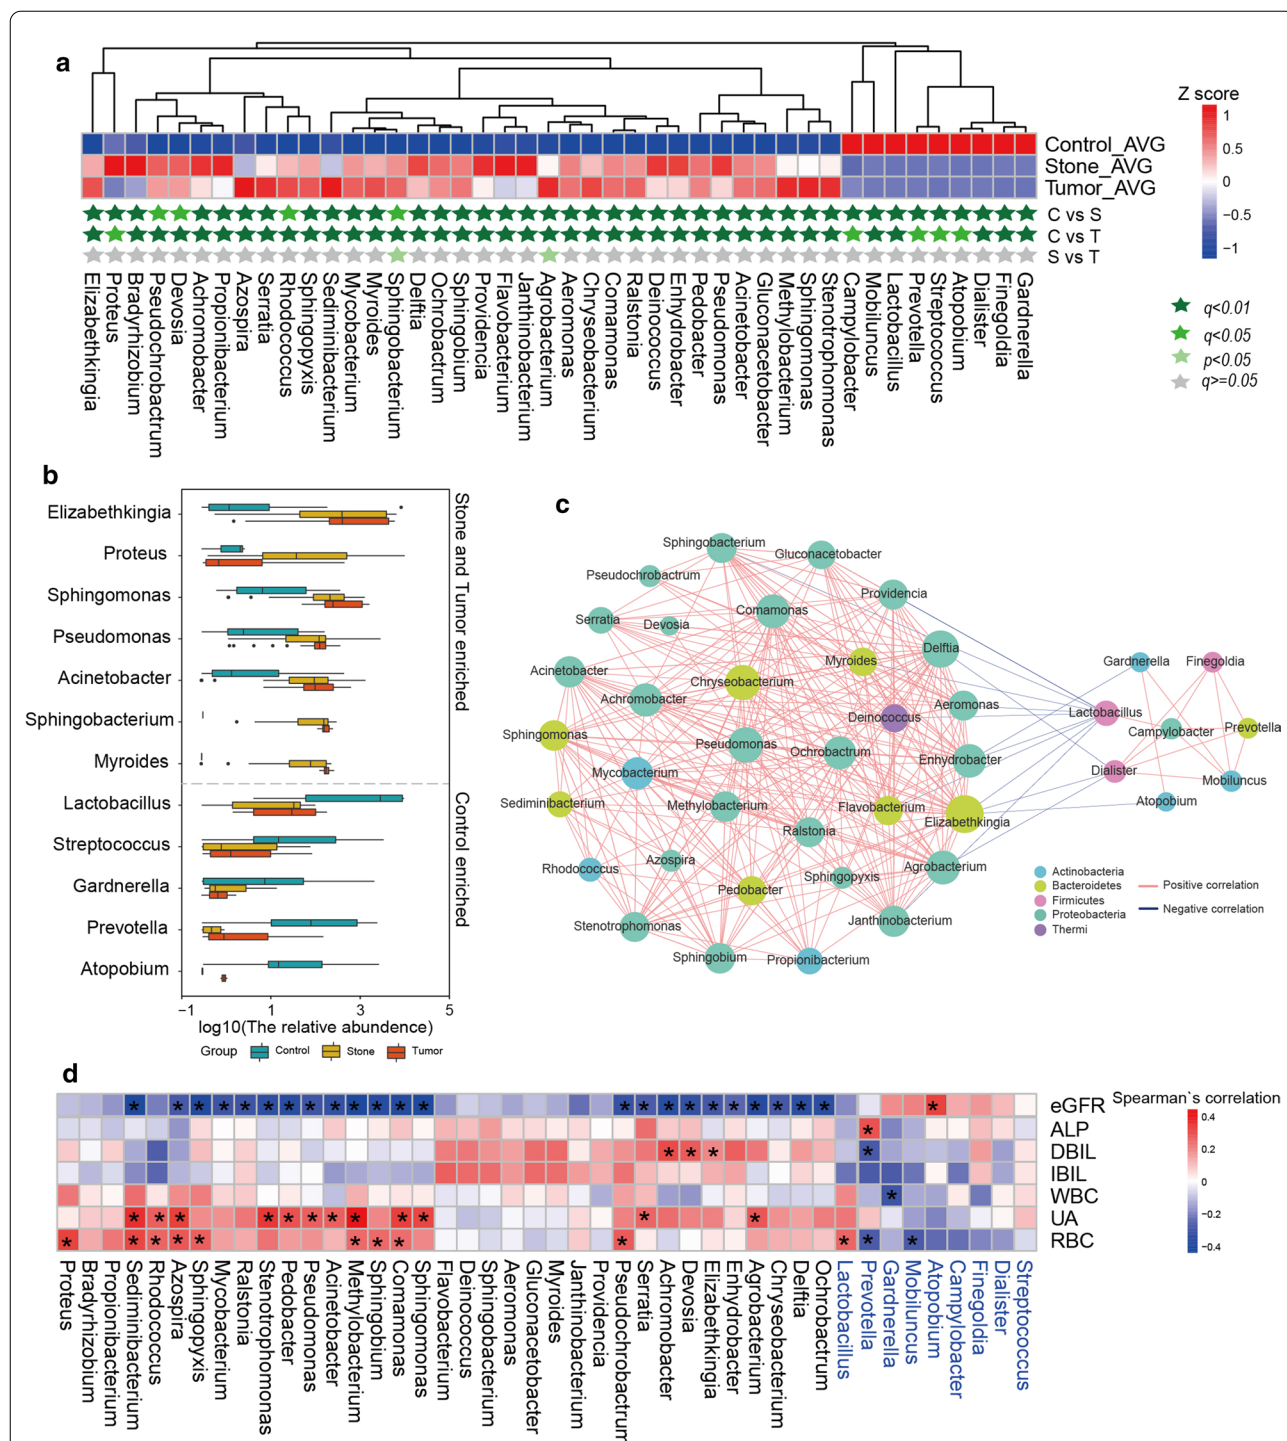 a
Z score
1
0.5
0
−0.5
−1
Control_AVG
Stone_AVG
Tumor_AVG
C vs S
C vs T
S vs T
q<0.01
q<0.05
p<0.05
q>=0.05
Elizabethkingia
Proteus
Bradyrhizobium
Pseudochrobactrum
Devosia
Achromobacter
Propionibacterium
Azospira
Serratia
Rhodococcus
Sphingopyxis
Sediminibacterium
Mycobacterium
Myroides
Sphingobacterium
Delftia
Ochrobactrum
Sphingobium
Providencia
Flavobacterium
Janthinobacterium
Agrobacterium
Aeromonas
Chryseobacterium
Comamonas
Ralstonia
Deinococcus
Enhydrobacter
Pedobacter
Pseudomonas
Acinetobacter
Gluconacetobacter
Methylobacterium
Sphingomonas
Stenotrophomonas
Campylobacter
Mobiluncus
Lactobacillus
Prevotella
Streptococcus
Atopobium
Dialister
Finegoldia
Gardnerella
b
Elizabethkingia
Proteus
Sphingomonas
Pseudomonas
Acinetobacter
Sphingobacterium
Myroides
Lactobacillus
Streptococcus
Gardnerella
Prevotella
Atopobium
Stone and Tumor enriched
Control enriched
−1 1 3 5
log10(The relative abundence)
Group Control Stone Tumor
c
Sphingobacterium
Gluconacetobacter
Pseudochrobactrum
Providencia
Comamonas
Serratia
Devosia
Delftia
Myroides
Gardnerella
Finegoldia
Acinetobacter
Chryseobacterium
Achromobacter
Aeromonas
Lactobacillus
Deinococcus
Campylobacter
Prevotella
Sphingomonas
Pseudomonas
Ochrobactrum
Enhydrobacter
Mycobacterium
Dialister
Mobiluncus
Sediminibacterium
Methylobacterium
Flavobacterium
Atopobium
Elizabethkingia
Ralstonia
Azospira
Agrobacterium
Rhodococcus
Sphingopyxis
Pedobacter
Stenotrophomonas
Janthinobacterium
Sphingobium
Propionibacterium
Actinobacteria
Bacteroidetes
Firmicutes
Proteobacteria
Thermi
Positive correlation
Negative correlation
d
eGFR
ALP
DBIL
IBIL
WBC
UA
RBC
Spearman`s correlation
0.4
0.2
0
−0.2
−0.4
Proteus
Bradyrhizobium
Propionibacterium
Sediminibacterium
Rhodococcus
Azospira
Sphingopyxis
Mycobacterium
Ralstonia
Stenotrophomonas
Pedobacter
Pseudomonas
Acinetobacter
Methylobacterium
Sphingobium
Comamonas
Sphingomonas
Flavobacterium
Deinococcus
Sphingobacterium
Aeromonas
Gluconacetobacter
Myroides
Janthinobacterium
Providencia
Pseudochrobactrum
Serratia
Achromobacter
Devosia
Elizabethkingia
Enhydrobacter
Agrobacterium
Chryseobacterium
Delftia
Ochrobactrum
Lactobacillus
Prevotella
Gardnerella
Mobiluncus
Atopobium
Campylobacter
Finegoldia
Dialister
Streptococcus